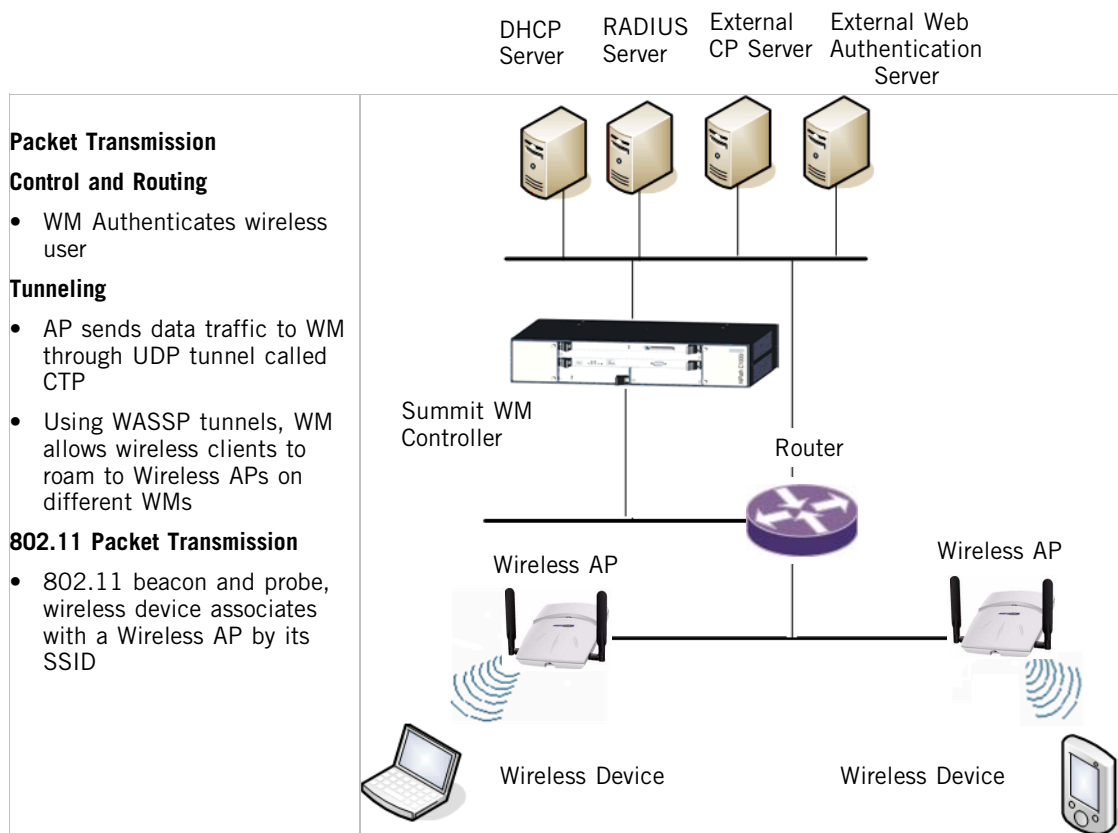 DHCP
Server
RADIUS
Server
External
CP Server
External Web
Authentication
Server
Packet Transmission
Control and Routing
• WM Authenticates wireless
user
Tunneling
• AP sends data traffic to WM
through UDP tunnel called
CTP
• Using WASSP tunnels, WM
allows wireless clients to
roam to Wireless APs on
different WMs
802.11 Packet Transmission
• 802.11 beacon and probe,
wireless device associates
with a Wireless AP by its
SSID
Summit WM
Controller
Router
Wireless AP
Wireless AP
Wireless Device
Wireless Device